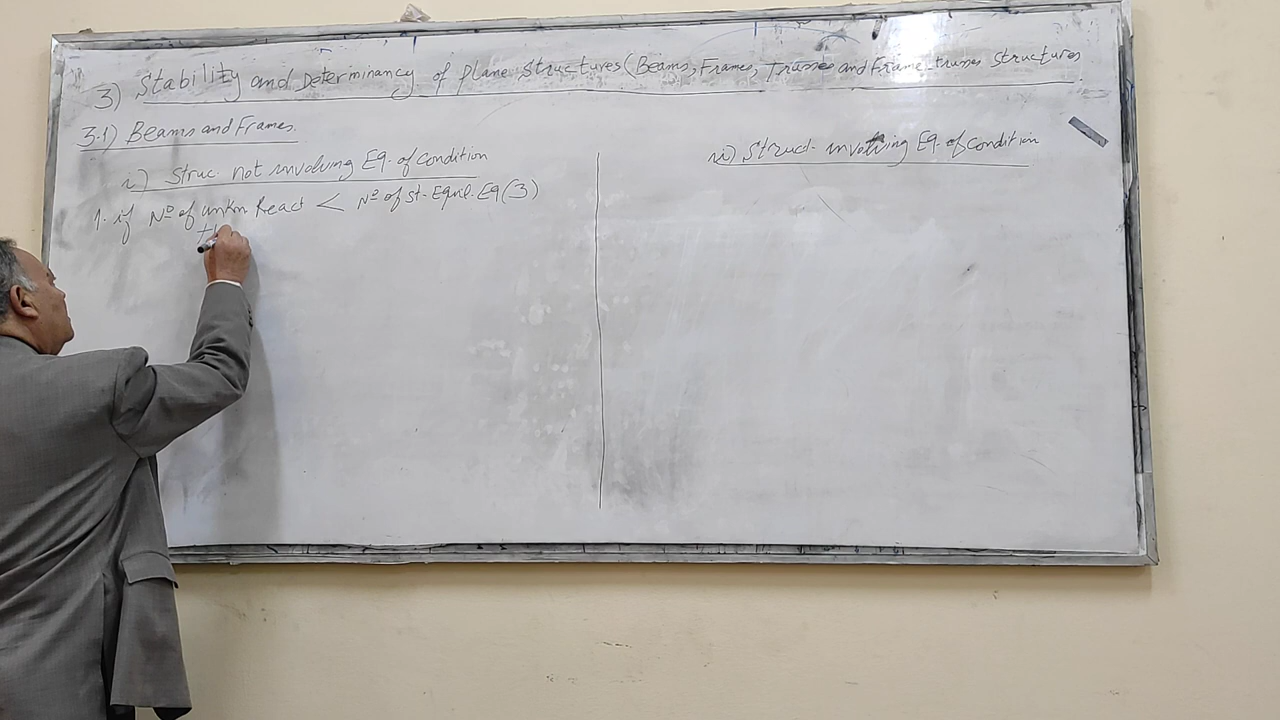 3) Stability and Determinancy of plane structures (Beams, Frames, Trusses and Frame-trusses structures
3.1) Beams and Frames.
i) Struc. not involving Eq. of condition
1. if Nº of unkn React < Nº of St. Equil. Eq (3)
ii) Struct. involving Eq. of condition